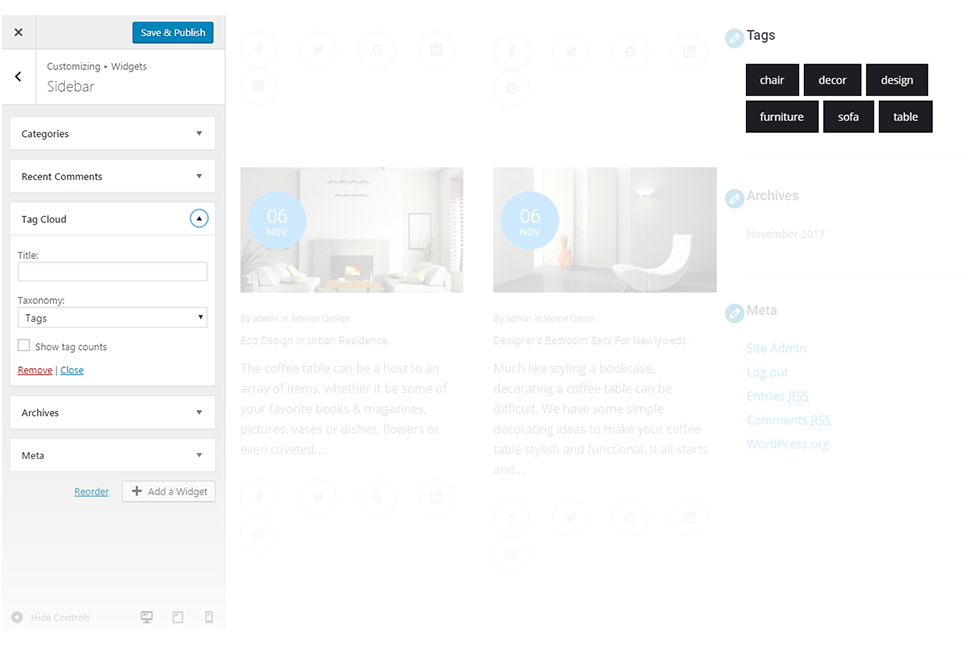 Save & Publish
Customizing ▸ Widgets
Sidebar
Categories
Recent Comments
Tag Cloud
Title:
Taxonomy:
Tags
Show tag counts
Remove | Close
Archives
Meta
Reorder
Add a Widget
Hide Controls
06
NOV
By admin in Interior Design
Eco Design In Urban Residence
The coffee table can be a host to an
array of items, whether it be some of
your favorite books & magazines,
pictures, vases or dishes, flowers or
even coveted...
06
NOV
By admin in Home Decor
Designer's Bedroom Sets For Newlyweds
Much like styling a bookcase,
decorating a coffee table can be
difficult. We have some simple
decorating ideas to make your coffee
table stylish and functional. It all starts
and...
Tags
chair decor design
furniture sofa table
Archives
November 2017
Meta
Site Admin
Log out
Entries RSS
Comments RSS
WordPress.org